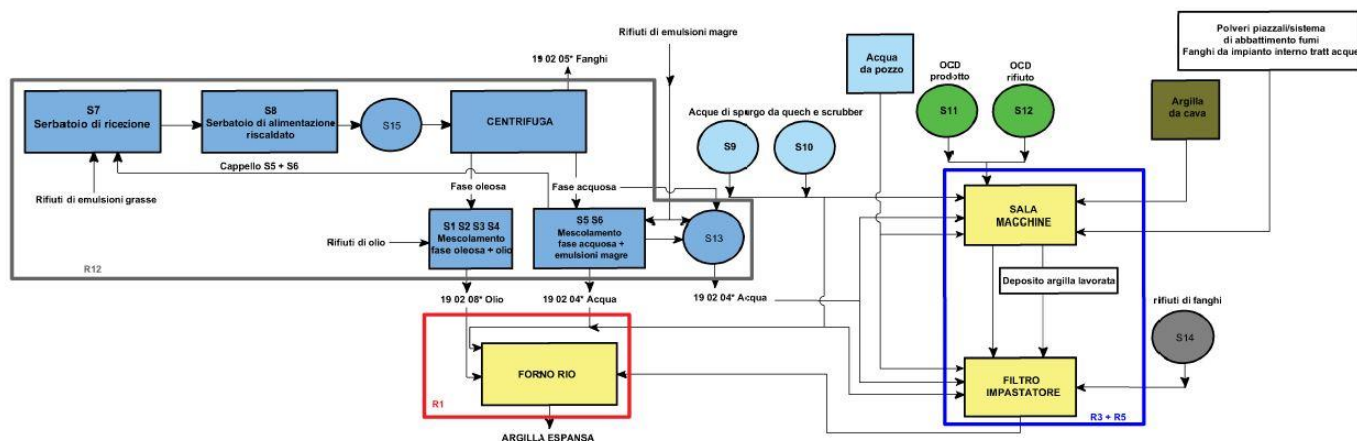 Polveri piazzali/sistema
di abbattimento fumi
Fanghi da impianto interno tratt acque
Rifiuti di emulsioni magre
19 02 05* Fanghi
Acqua
da pozzo
OCD
prodotto
OCD
rifiuto
S11
S12
Argilla
da cava
S7
Serbatoio di ricezione
S8
Serbatoio di alimentazione
riscaldato
S15
CENTRIFUGA
Acque di spurgo da quech e scrubber
S9
S10
Cappello S5 + S6
Fase oleosa
Fase acquosa
Rifiuti di emulsioni grasse
SALA
MACCHINE
S1 S2 S3 S4
Mescolamento
fase oleosa + olio
S5 S6
Mescolamento
fase acquosa +
emulsioni magre
S13
Rifiuti di olio
R12
Deposito argilla lavorata
19 02 08* Olio
19 02 04* Acqua
19 02 04* Acqua
rifiuti di fanghi
S14
FORNO RIO
FILTRO
IMPASTATORE
R1
R3 + R5
ARGILLA ESPANSA